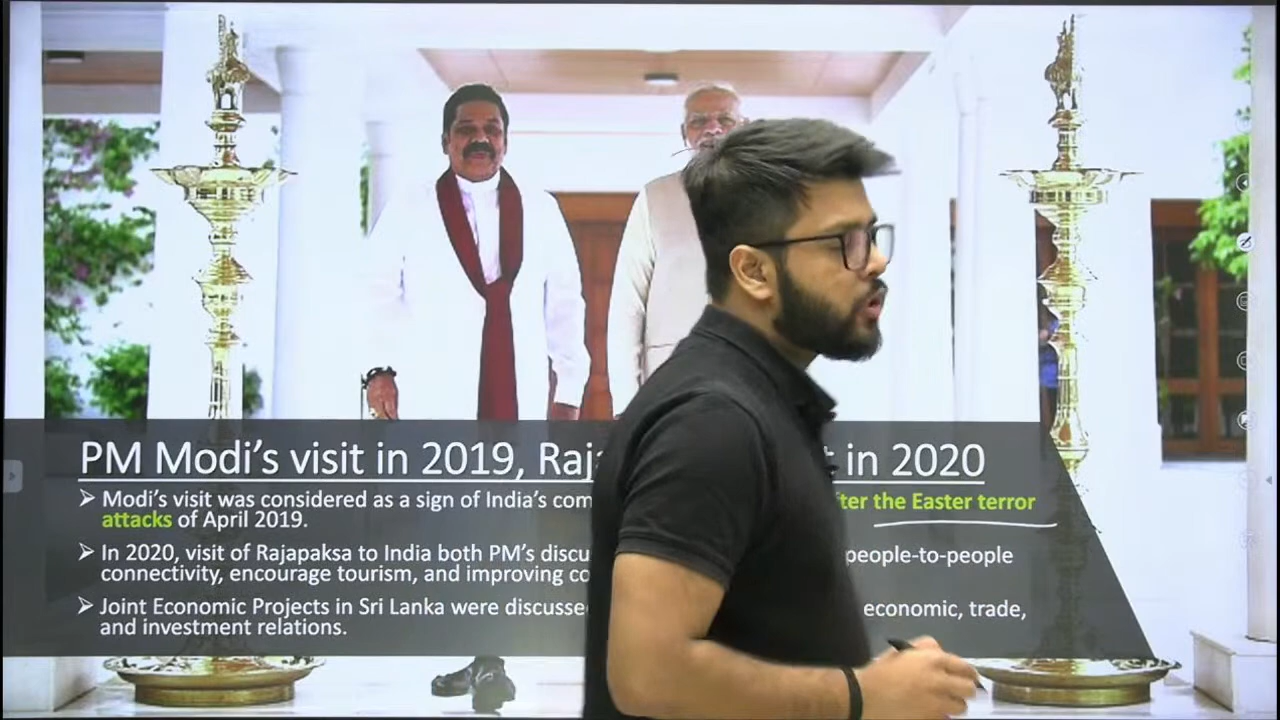 PM Modi's visit in 2019, Raj in 2020
➤ Modi's visit was considered as a sign of India's com ter the Easter terror
attacks of April 2019.
➤ In 2020, visit of Rajapaksa to India both PM's discu people-to-people
connectivity, encourage tourism, and improving co
➤ Joint Economic Projects in Sri Lanka were discusse economic, trade,
and investment relations.